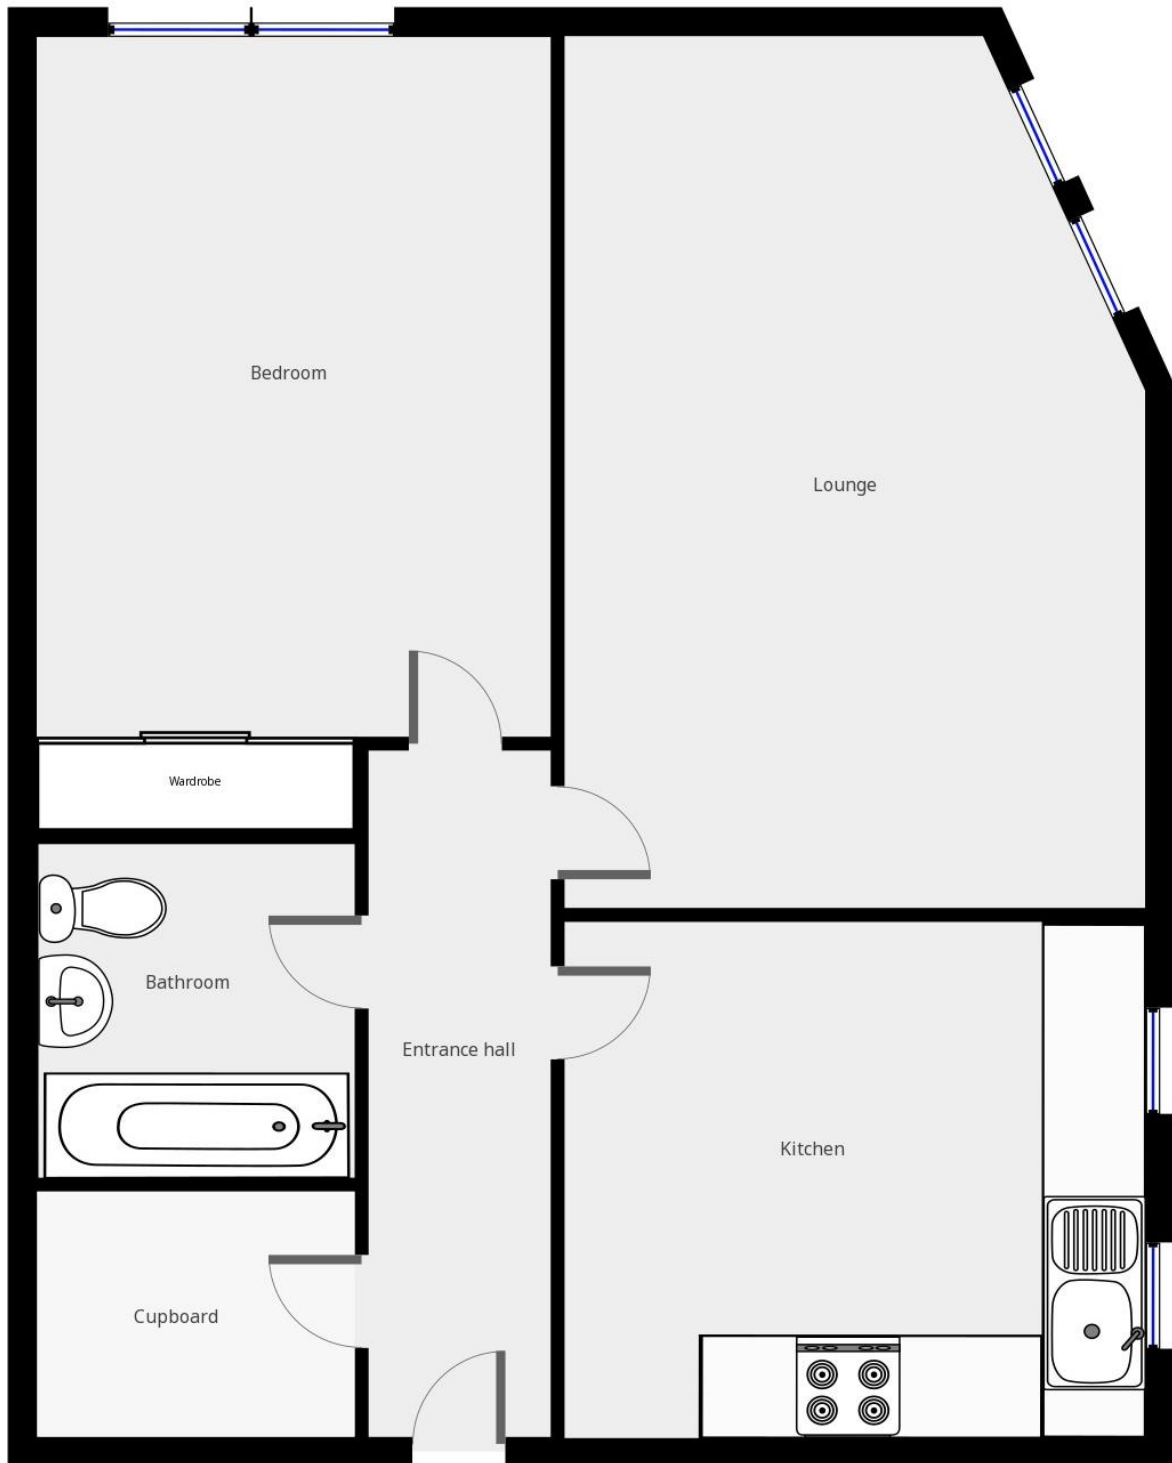 Bedroom
Lounge
Wardrobe
Bathroom
Entrance hall
Kitchen
Cupboard